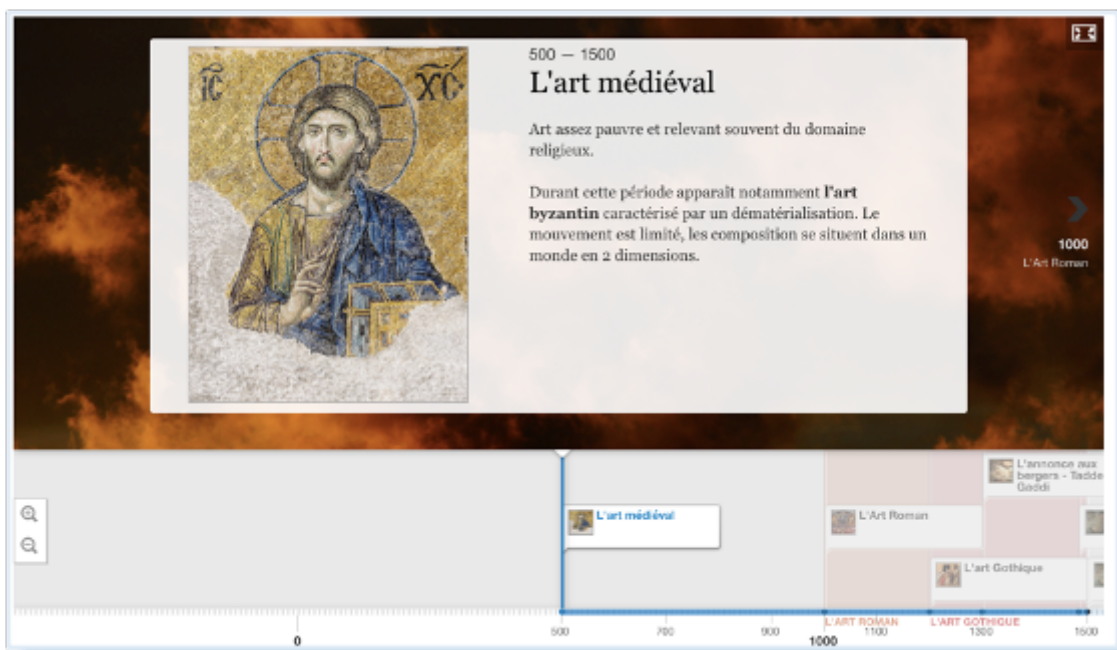 IC
XC
500 — 1500
L'art médiéval
Art assez pauvre et relevant souvent du domaine
religieux.
Durant cette période apparaît notamment l'art
byzantin caractérisé par un dématérialisation. Le
mouvement est limité, les composition se situent dans un
monde en 2 dimensions.
1000
L'Art Roman
L'annonce aux
bergers - Tadde
Gaddi
L'art médiéval
L'Art Roman
L'art Gothique
L'ART ROMAN
L'ART GOTHIQUE
0
500
700
900
1000
1100
1300
1500